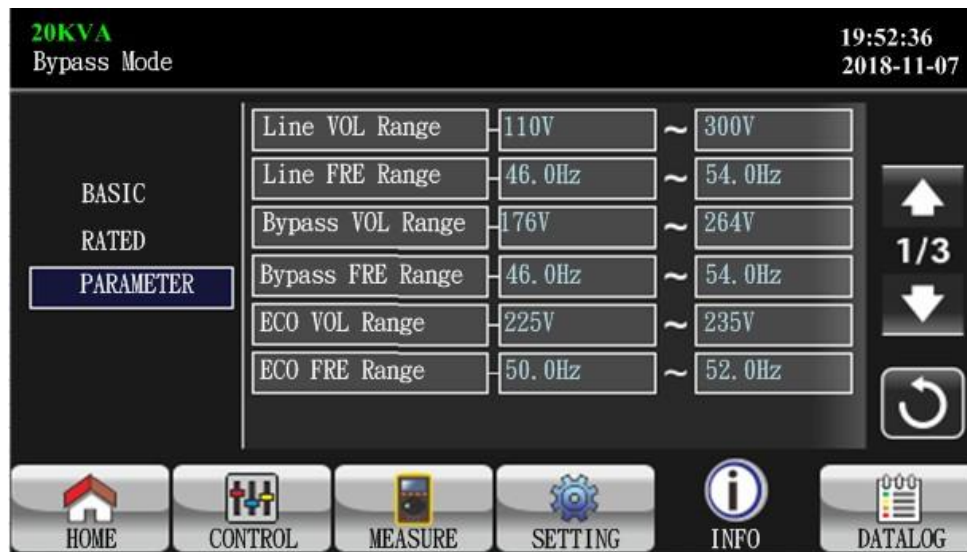 20KVA
Bypass Mode
19:52:36
2018-11-07
BASIC
RATED
PARAMETER
Line VOL Range 110V ~ 300V
Line FRE Range 46.0Hz ~ 54.0Hz
Bypass VOL Range 176V ~ 264V
Bypass FRE Range 46.0Hz ~ 54.0Hz
ECO VOL Range 225V ~ 235V
ECO FRE Range 50.0Hz ~ 52.0Hz
1/3
HOME CONTROL MEASURE SETTING INFO DATALOG